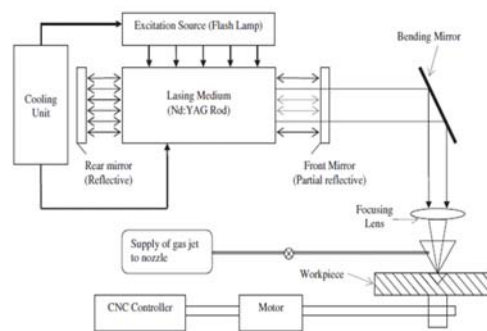 Excitation Source (Flash Lamp)
Bending Mirror
Cooling
Unit
Lasing Medium
(Nd:YAG Rod)
Rear mirror
(Reflective)
Front Mirror
(Partial reflective)
Focusing
Lens
Supply of gas jet
to nozzle
Workpiece
CNC Controller
Motor